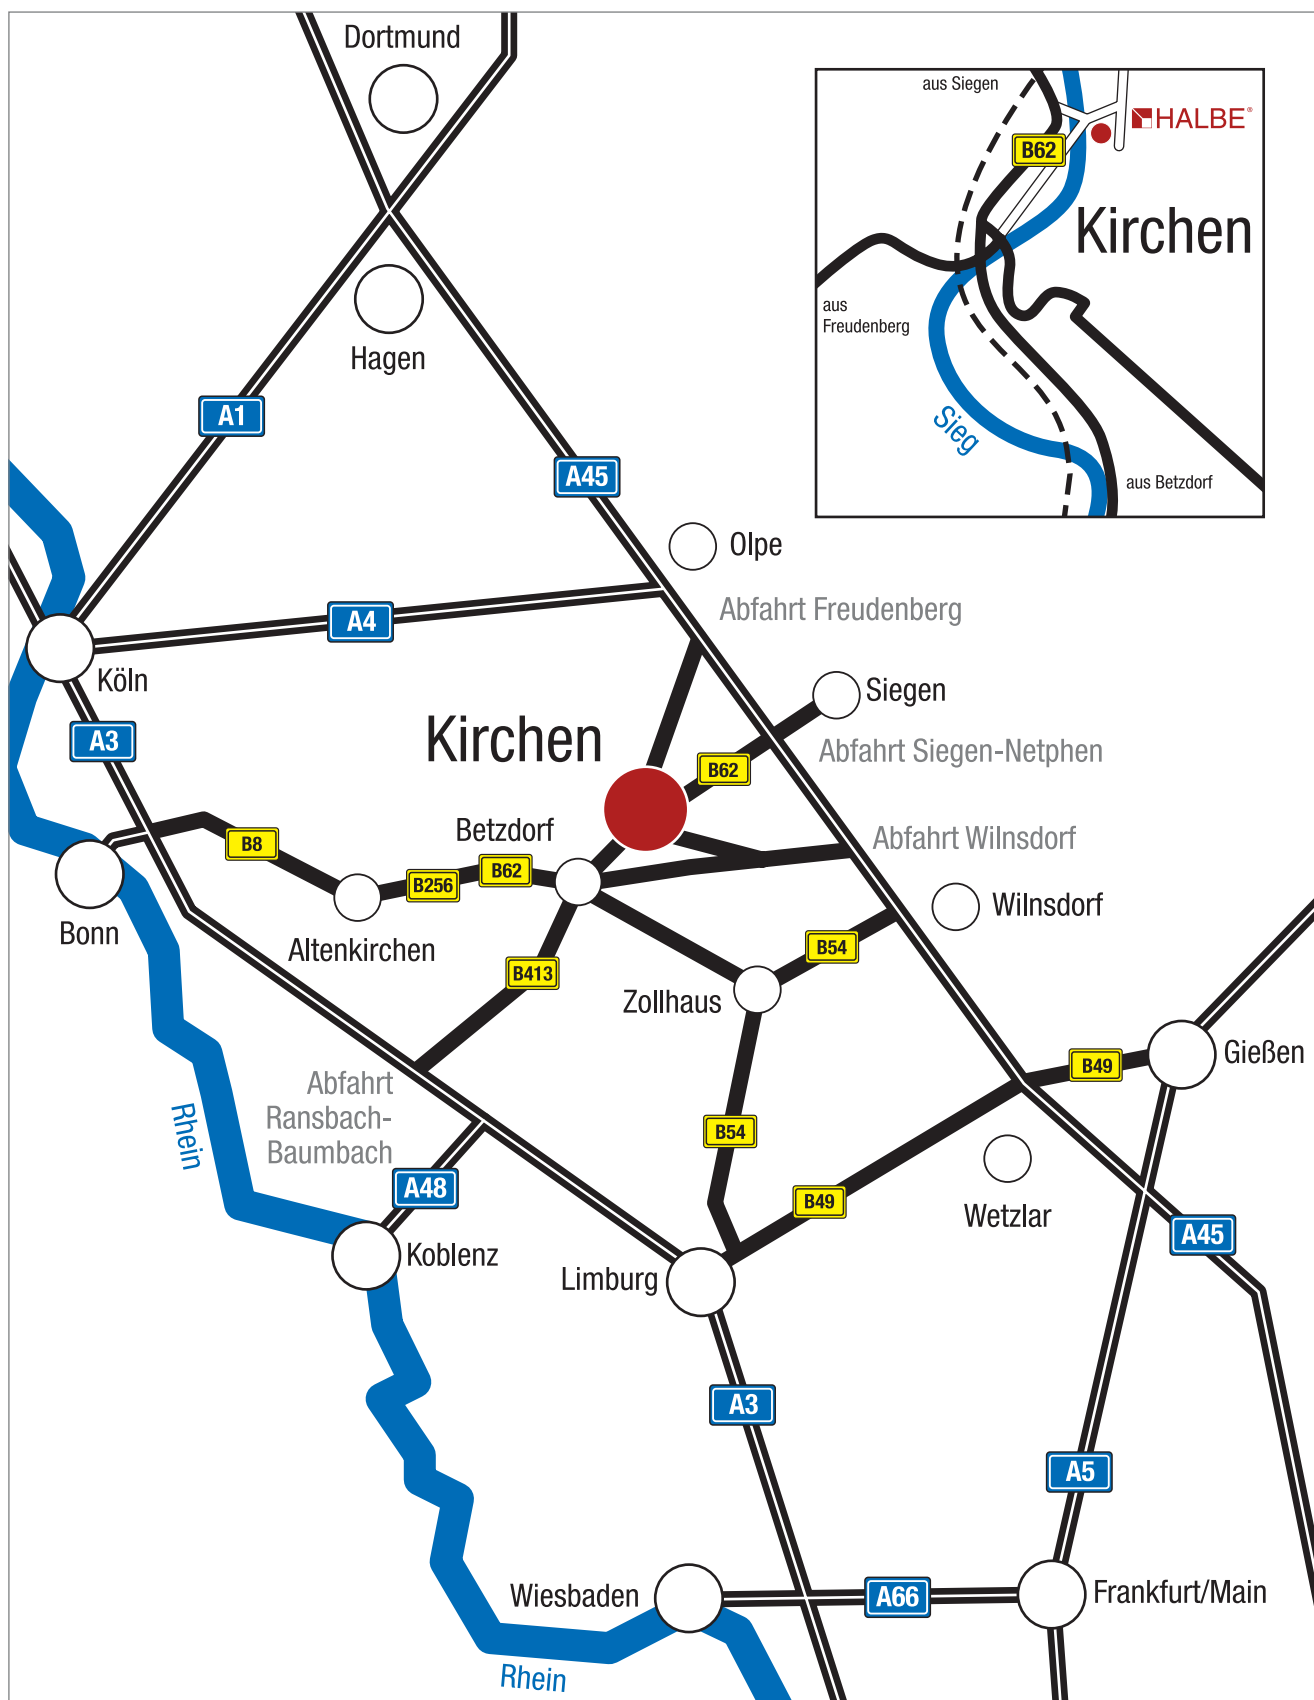 Dortmund
aus Siegen
HALBE®
B62
Kirchen
aus
Freudenberg
Sieg
aus Betzdorf
Hagen
A1
A45
Olpe
Abfahrt Freudenberg
A4
Köln
Siegen
A3
Kirchen
Abfahrt Siegen-Netphen
B62
Betzdorf
Abfahrt Wilnsdorf
B8
B256
B62
Wilnsdorf
Bonn
Altenkirchen
B54
B413
Zollhaus
Gießen
B49
Abfahrt
Ransbach-
Baumbach
Rhein
B54
A48
B49
Wetzlar
A45
Koblenz
Limburg
A3
A5
Wiesbaden
A66
Frankfurt/Main
Rhein